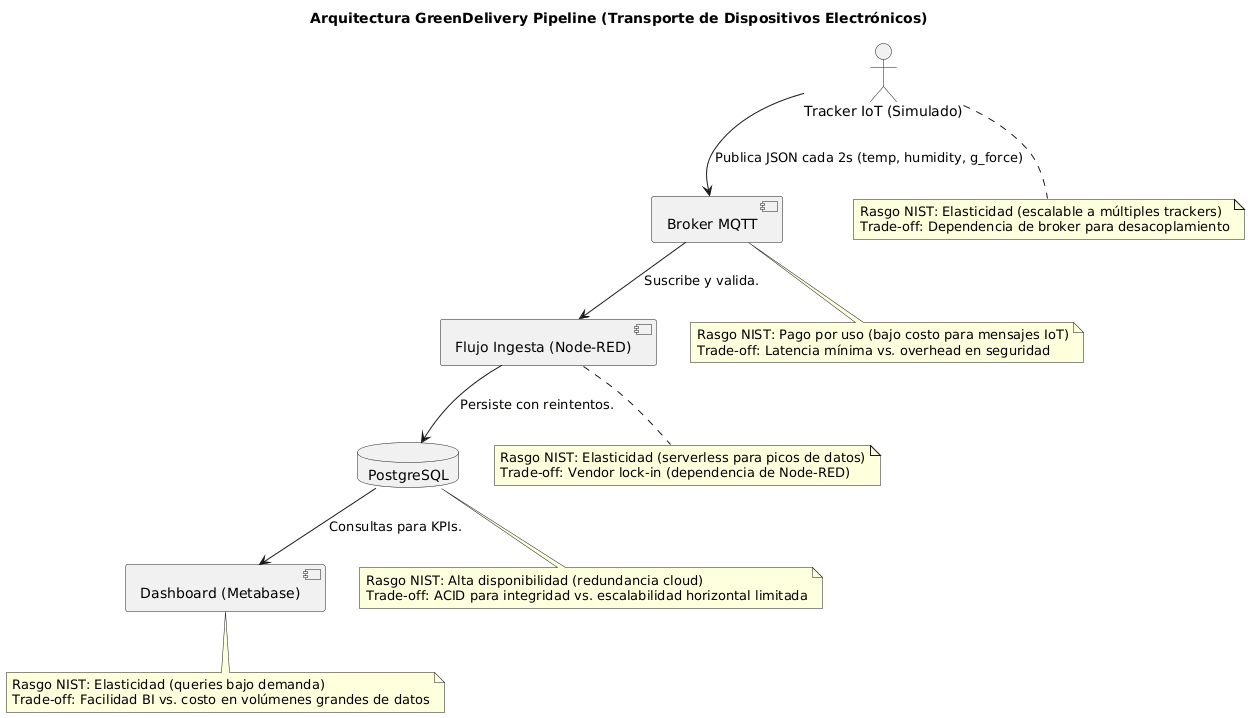 Arquitectura GreenDelivery Pipeline (Transporte de Dispositivos Electrónicos)
Tracker IoT (Simulado)
Publica JSON cada 2s (temp, humidity, g_force)
Broker MQTT
Rasgo NIST: Elasticidad (escalable a múltiples trackers)
Trade-off: Dependencia de broker para desacoplamiento
Suscribe y valida.
Flujo Ingesta (Node-RED)
Rasgo NIST: Pago por uso (bajo costo para mensajes IoT)
Trade-off: Latencia mínima vs. overhead en seguridad
Persiste con reintentos.
PostgreSQL
Rasgo NIST: Elasticidad (serverless para picos de datos)
Trade-off: Vendor lock-in (dependencia de Node-RED)
Consultas para KPIs.
Dashboard (Metabase)
Rasgo NIST: Alta disponibilidad (redundancia cloud)
Trade-off: ACID para integridad vs. escalabilidad horizontal limitada
Rasgo NIST: Elasticidad (queries bajo demanda)
Trade-off: Facilidad BI vs. costo en volúmenes grandes de datos